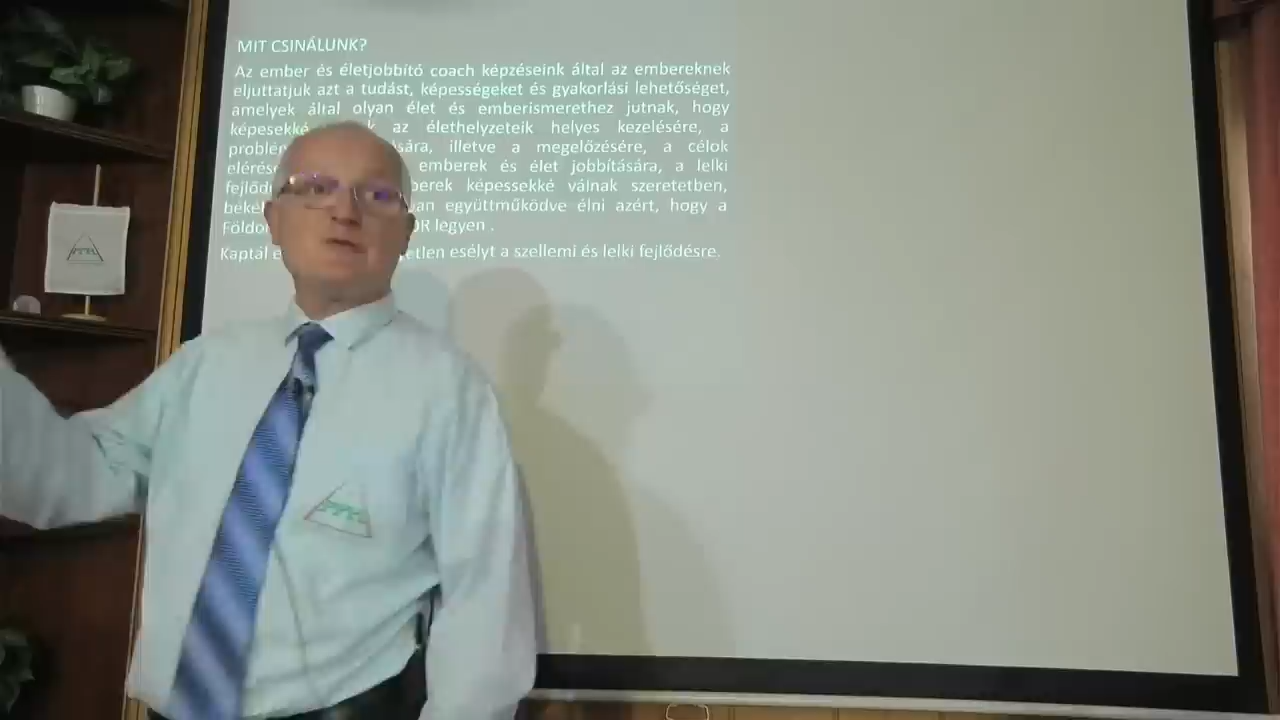 MIT CSINÁLUNK?
Az ember és életjobbító coach képzéseink által az embereknek
eljuttatjuk azt a tudást, képességeket és gyakorlási lehetőséget,
amelyek által olyan élet és emberismerethez jutnak, hogy
képesekké az élethelyzeteik helyes kezelésére, a
illetve a megelőzésére, a célok
emberek és élet jobbítására, a lelki
képessekké válnak szeretetben,
együttműködve élni azért, hogy a
legyen .
Kaptál esélyt a szellemi és lelki fejlődésre.